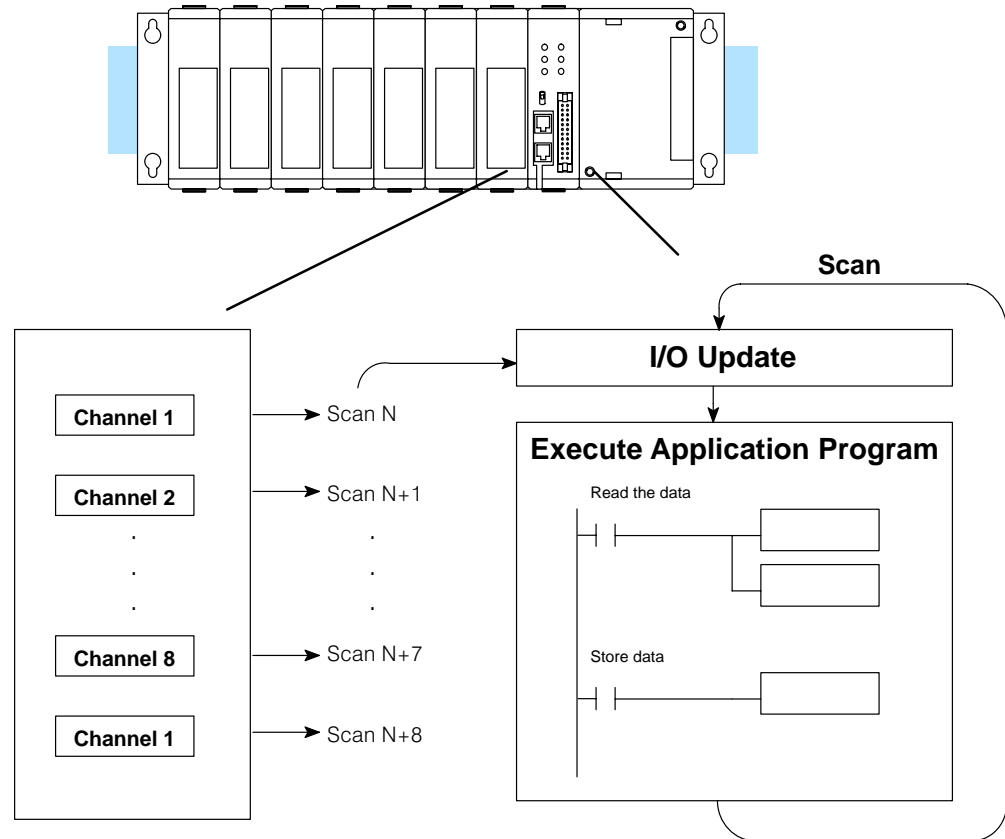 Scan
I/O Update
Channel 1
Scan N
Execute Application Program
Read the data
Channel 2
Scan N+1
.
.
.
.
.
.
Channel 8
Scan N+7
Store data
Channel 1
Scan N+8